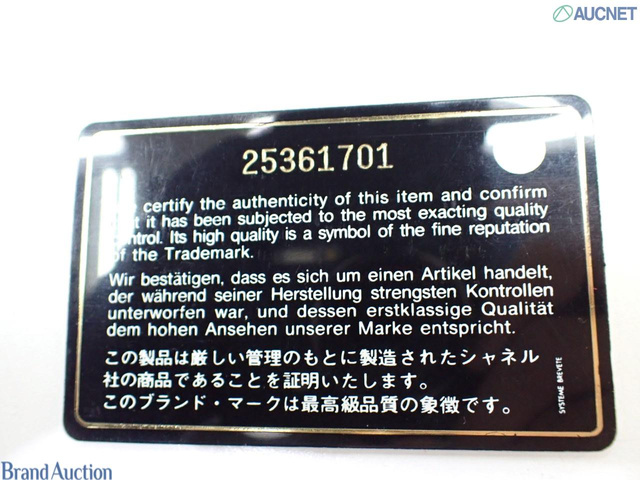 AUCNET
25361701
certify the authenticity of this item and confirm
it has been subjected to the most exacting quality
control. Its high quality is a symbol of the fine reputation
of the Trademark.
Wir bestätigen, dass es sich um einen Artikel handelt,
der während seiner Herstellung strengsten Kontrollen
unterworfen war, und dessen erstklassige Qualität
dem hohen Ansehen unserer Marke entspricht.
この製品は厳しい管理のもとに製造されたシャネル
社の商品であることを証明いたします。
このブランド・マークは最高級品質の象徴です。
SYSTEME BREVETE
Brand Auction